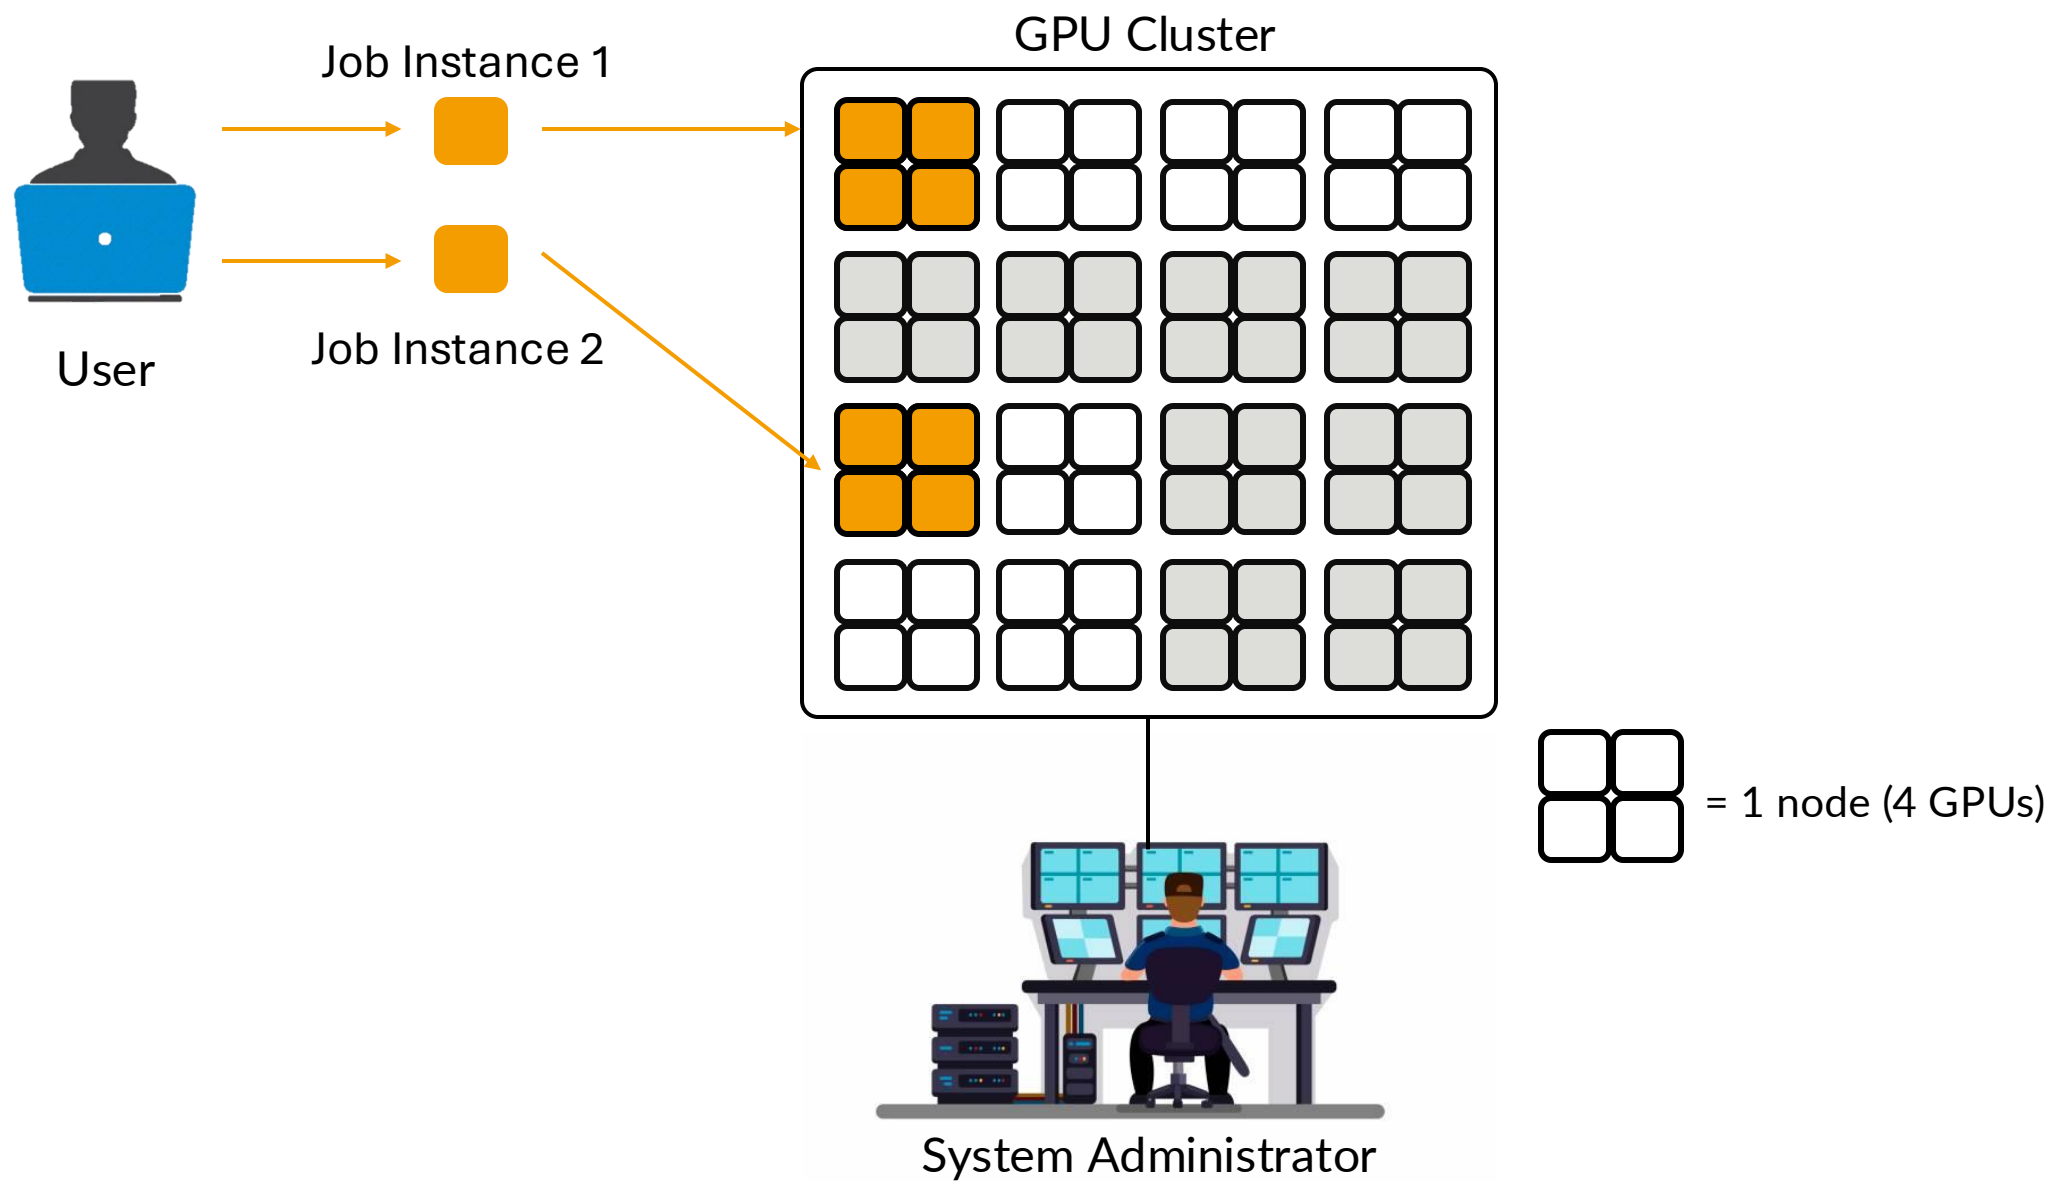 GPU Cluster
Job Instance 1
Job Instance 2
User
= 1 node (4 GPUs)
System Administrator